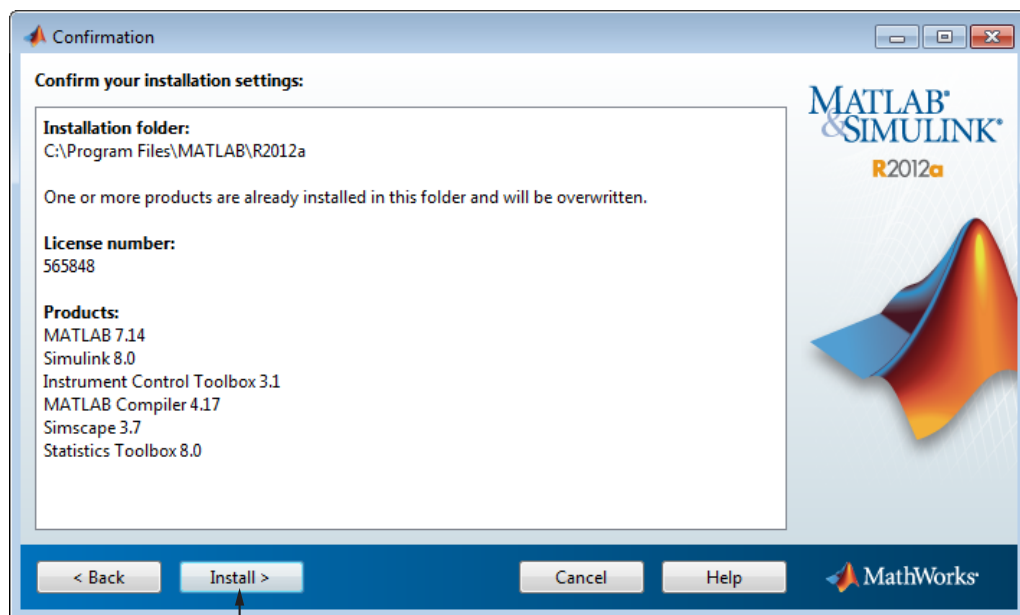 Confirmation
Confirm your installation settings:
MATLAB®
&SIMULINK®
R2012a
Installation folder:
C:\Program Files\MATLAB\R2012a
One or more products are already installed in this folder and will be overwritten.
License number:
565848
Products:
MATLAB 7.14
Simulink 8.0
Instrument Control Toolbox 3.1
MATLAB Compiler 4.17
Simscape 3.7
Statistics Toolbox 8.0
< Back
Install >
Cancel
Help
MathWorks®